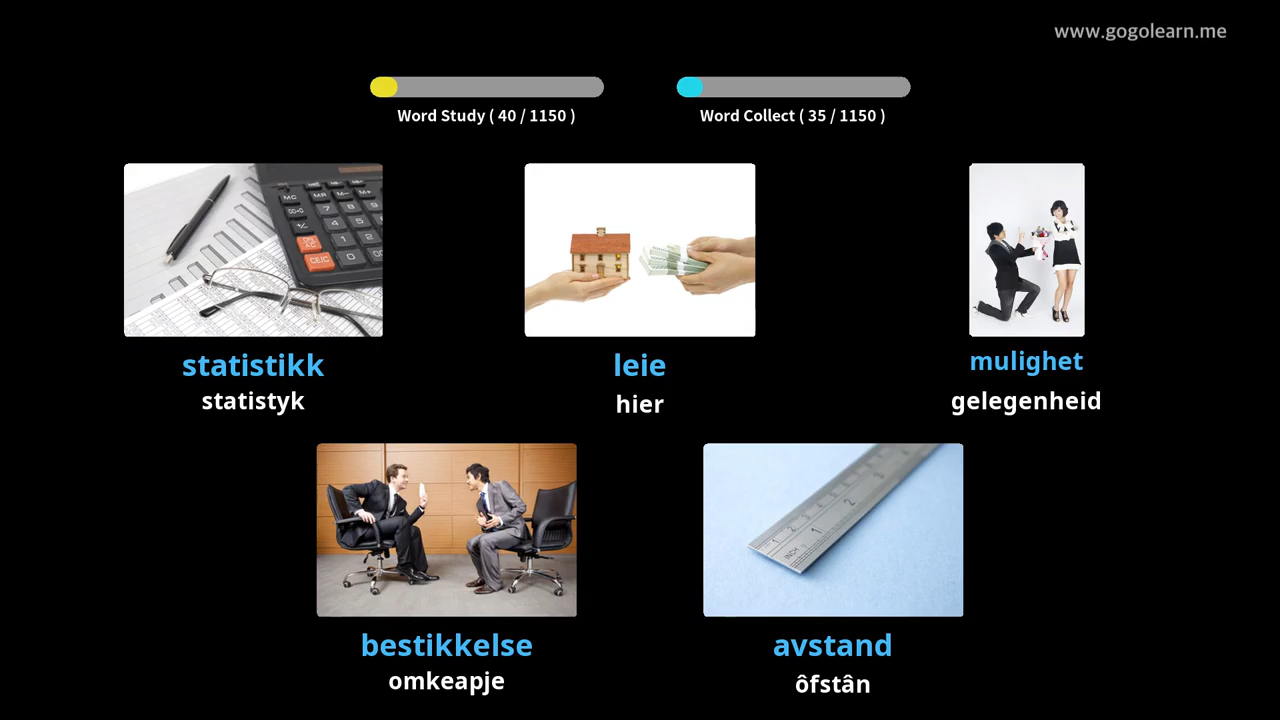 www.gogolearn.me
Word Study ( 40 / 1150 )
Word Collect ( 35 / 1150 )
statistikk
statistyk
leie
hier
mulighet
gelegenheid
bestikkelse
omkeapje
avstand
ôfstân